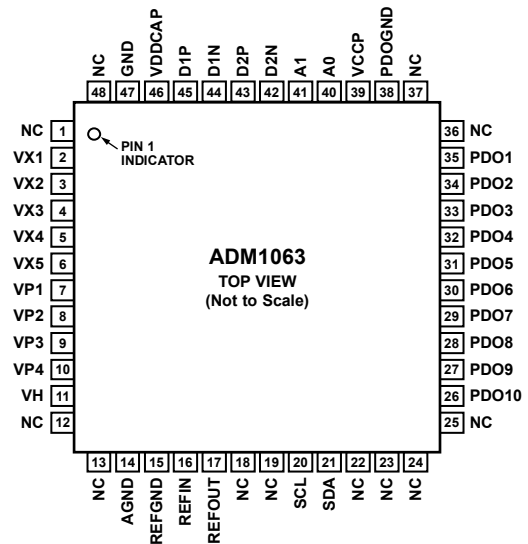 NC
GND
VDDCAP
D1P
D1N
D2P
D2N
A1
A0
VCCP
PDOGND
NC
48
47
46
45
44
43
42
41
40
39
38
37
NC 1
VX1 2
VX2 3
VX3 4
VX4 5
VX5 6
VP1 7
VP2 8
VP3 9
VP4 10
VH 11
NC 12
PIN 1
INDICATOR
ADM1063
TOP VIEW
(Not to Scale)
36 NC
35 PDO1
34 PDO2
33 PDO3
32 PDO4
31 PDO5
30 PDO6
29 PDO7
28 PDO8
27 PDO9
26 PDO10
25 NC
13
14
15
16
17
18
19
20
21
22
23
24
NC
AGND
REFGND
REFIN
REFOUT
NC
NC
SCL
SDA
NC
NC
NC